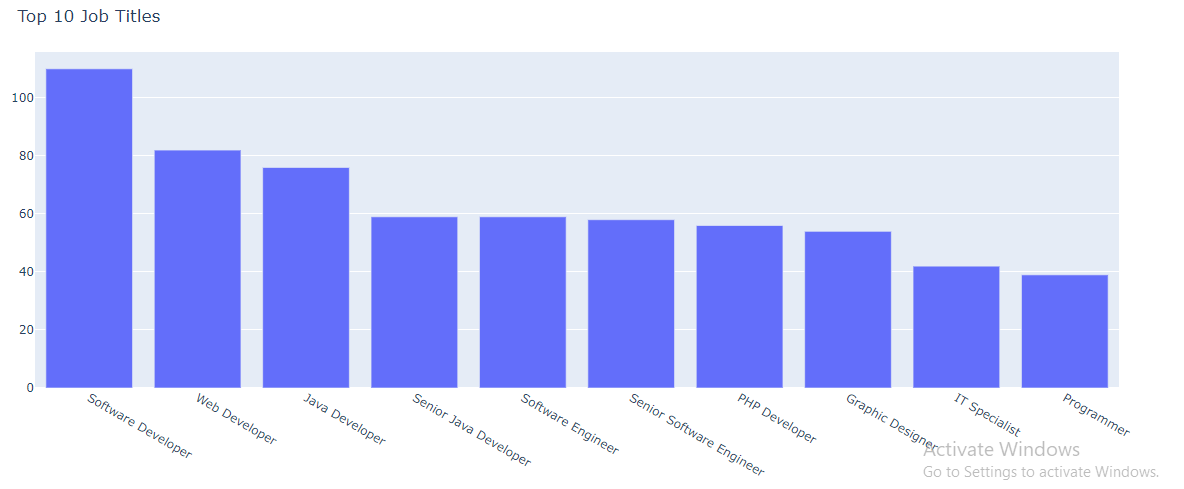 Top 10 Job Titles
100
80
60
40
20
0
Software Developer
Web Developer
Java Developer
Senior Java Developer
Software Engineer
Senior Software Engineer
PHP Developer
Graphic Designer
IT Specialist
Programmer
Activate Windows
Go to Settings to activate Windows.